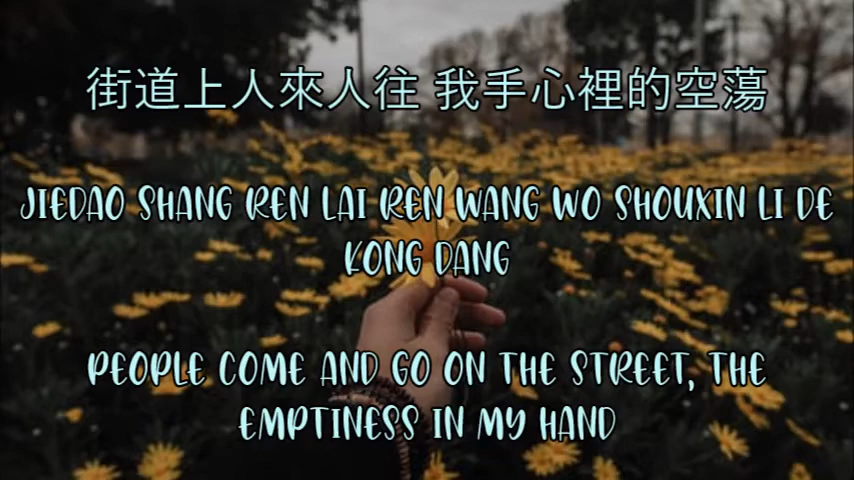 街道上人來人往 我手心裡的空蕩
JIEDAO SHANG REN LAI REN WANG WO SHOUXIN LI DE
KONG DANG
PEOPLE COME AND GO ON THE STREET, THE
EMPTINESS IN MY HAND